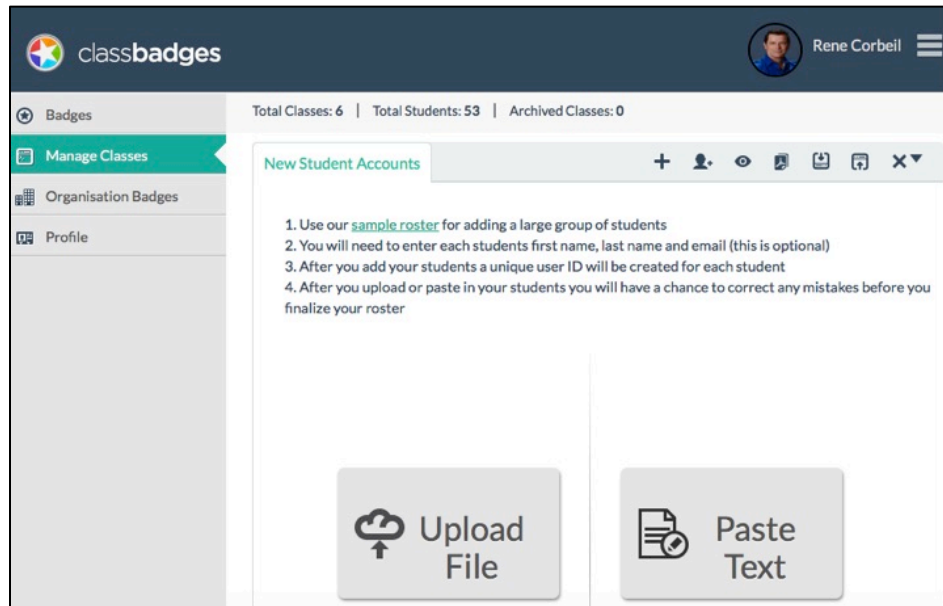 classbadges
Rene Corbeil
Badges
Manage Classes
Organisation Badges
Profile
Total Classes: 6 | Total Students: 53 | Archived Classes: 0
New Student Accounts
1. Use our sample roster for adding a large group of students
2. You will need to enter each students first name, last name and email (this is optional)
3. After you add your students a unique user ID will be created for each student
4. After you upload or paste in your students you will have a chance to correct any mistakes before you
finalize your roster
Upload
File
Paste
Text